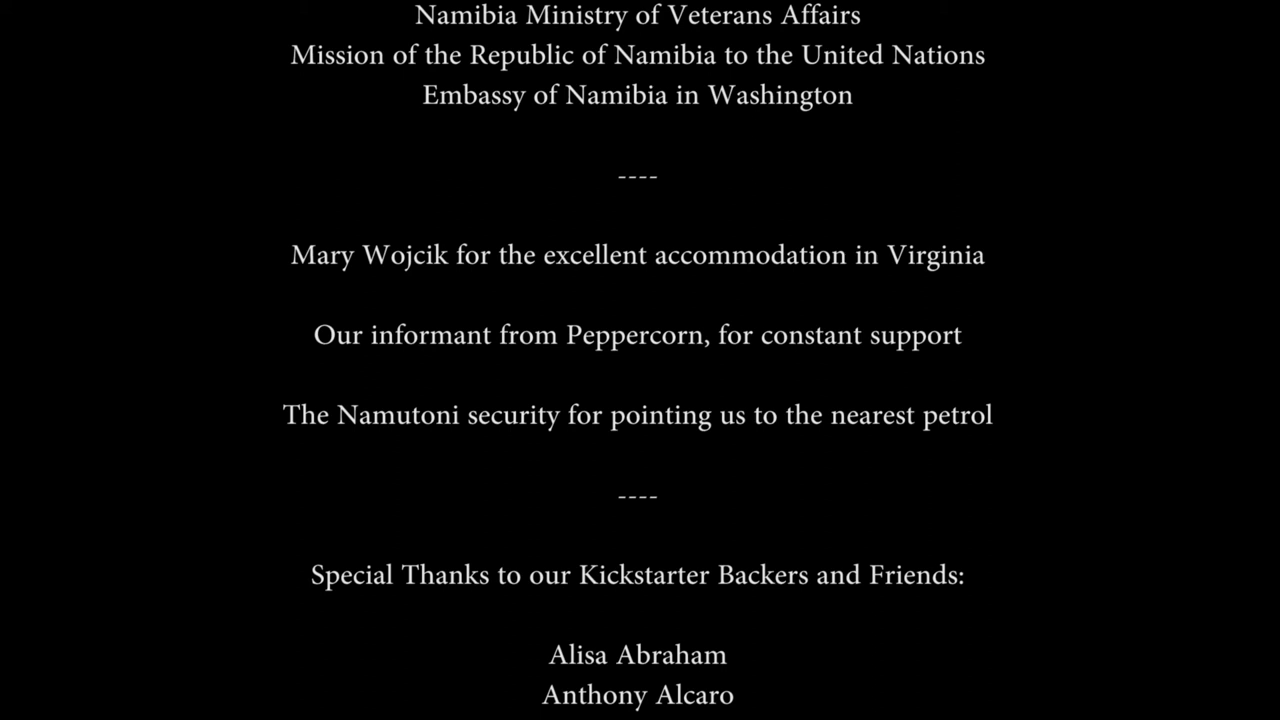 Namibia Ministry of Veterans Affairs
Mission of the Republic of Namibia to the United Nations
Embassy of Namibia in Washington
----
Mary Wojcik for the excellent accommodation in Virginia
Our informant from Peppercorn, for constant support
The Namutoni security for pointing us to the nearest petrol
----
Special Thanks to our Kickstarter Backers and Friends:
Alisa Abraham
Anthony Alcaro